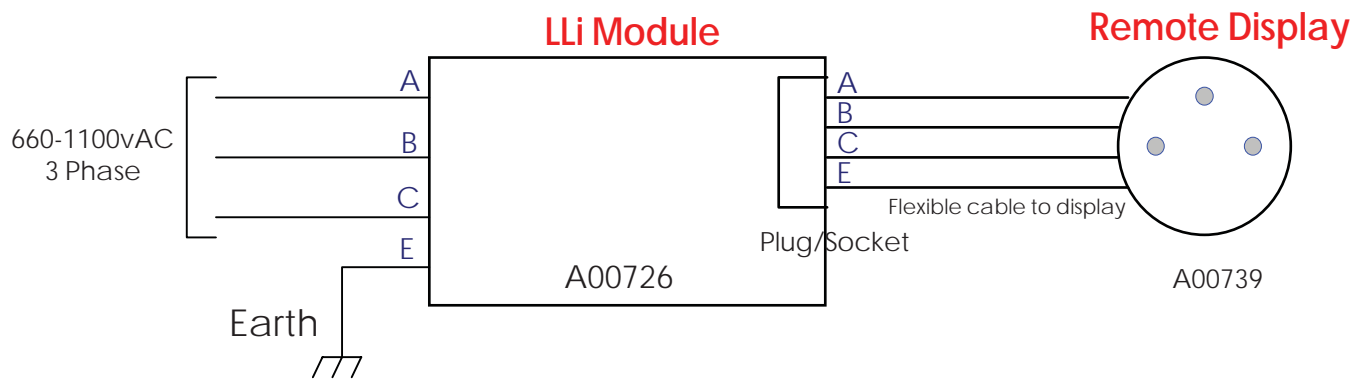 LLi Module
Remote Display
A
B
C
E
660-1100vAC
3 Phase
Earth
A00726
Plug/Socket
A
B
C
E
Flexible cable to display
A00739